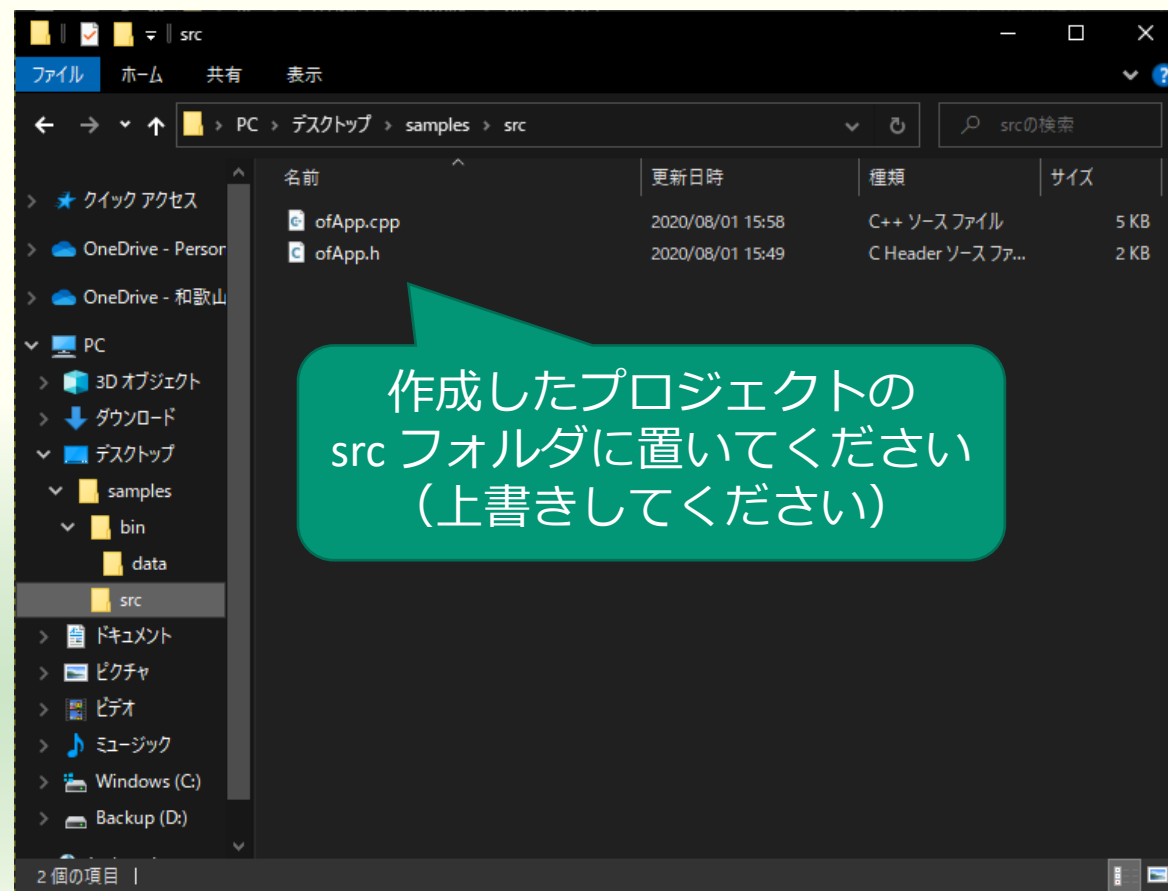 src
ファイル ホーム 共有 表示
PC > デスクトップ > samples > src srcの検索
名前 更新日時 種類 サイズ
クイック アクセス
ofApp.cpp 2020/08/01 15:58 C++ ソース ファイル 5 KB
OneDrive - Person
ofApp.h 2020/08/01 15:49 C Header ソース ファ... 2 KB
OneDrive - 和歌山
PC
3D オブジェクト
ダウンロード
デスクトップ
samples
bin
data
src
ドキュメント
ピクチャ
ビデオ
ミュージック
Windows (C:)
Backup (D:)
作成したプロジェクトの
src フォルダに置いてください
（上書きしてください）
2 個の項目